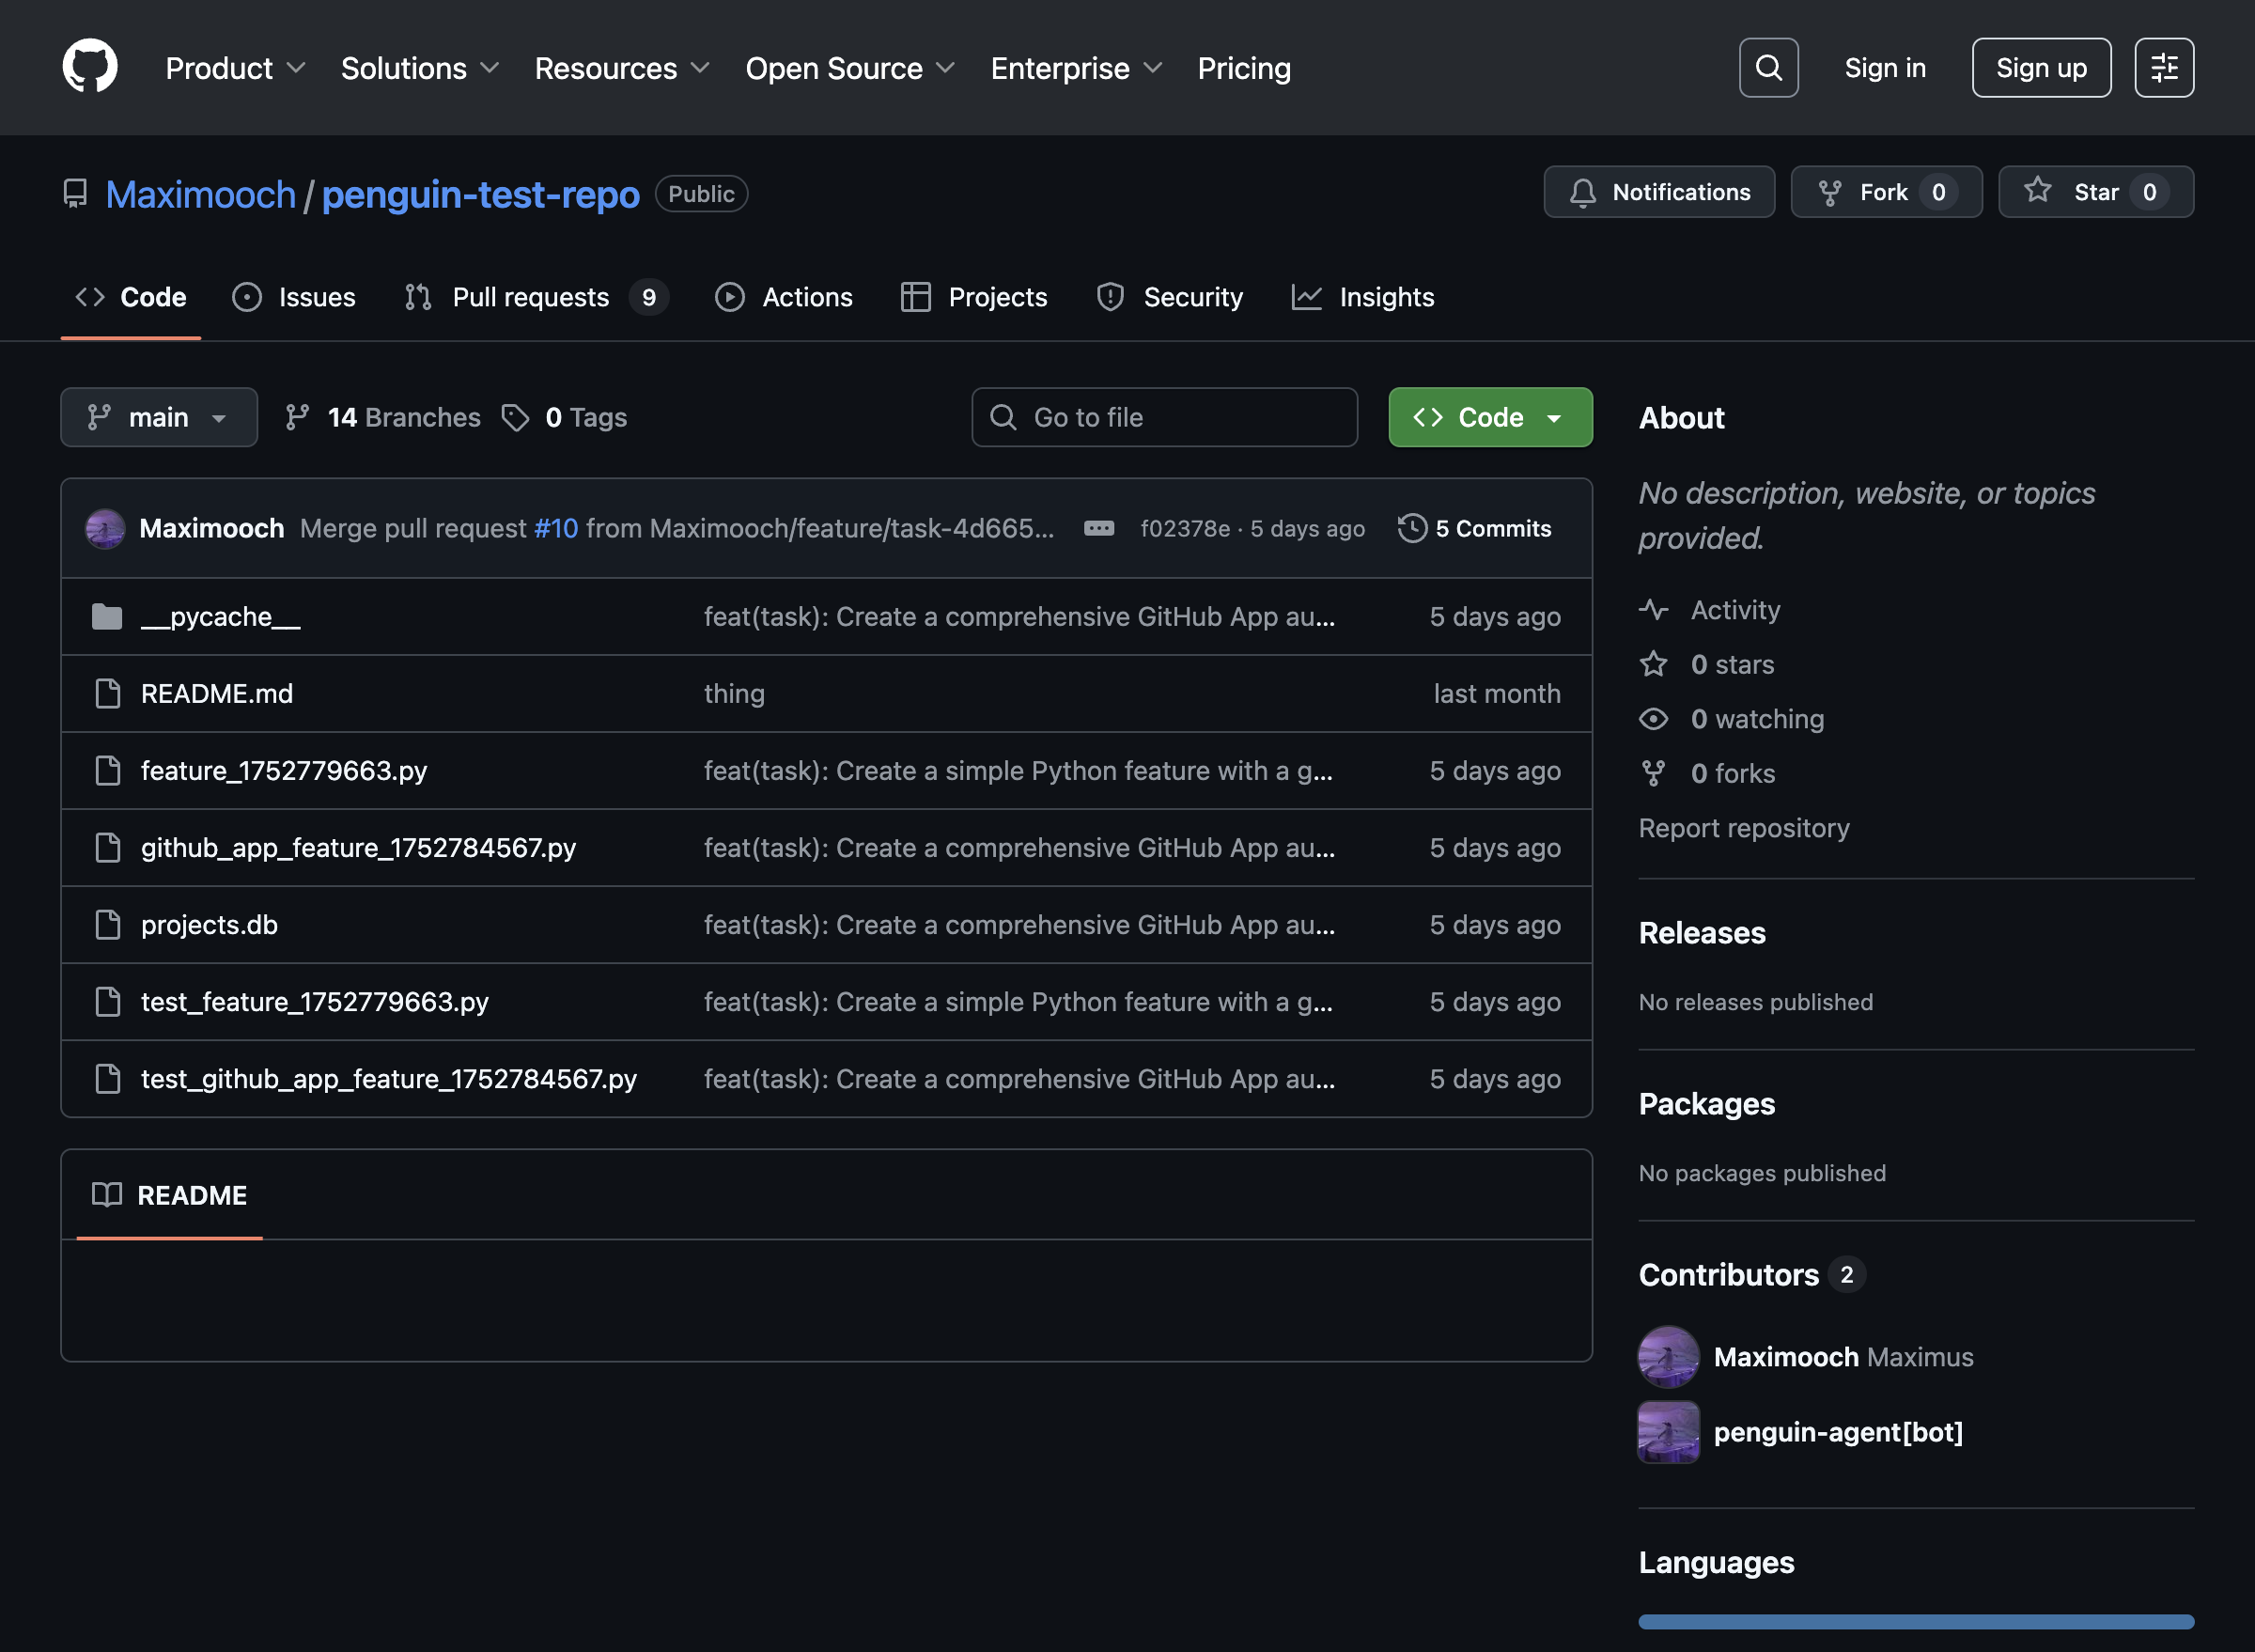 Product Solutions Resources Open Source Enterprise Pricing Sign in Sign up
Maximooch / penguin-test-repo Public Notifications Fork 0 Star 0
Code Issues Pull requests 9 Actions Projects Security Insights
main 14 Branches 0 Tags Go to file Code
Maximooch Merge pull request #10 from Maximooch/feature/task-4d665... f02378e · 5 days ago 5 Commits
__pycache__ feat(task): Create a comprehensive GitHub App au... 5 days ago
README.md thing last month
feature_1752779663.py feat(task): Create a simple Python feature with a g... 5 days ago
github_app_feature_1752784567.py feat(task): Create a comprehensive GitHub App au... 5 days ago
projects.db feat(task): Create a comprehensive GitHub App au... 5 days ago
test_feature_1752779663.py feat(task): Create a simple Python feature with a g... 5 days ago
test_github_app_feature_1752784567.py feat(task): Create a comprehensive GitHub App au... 5 days ago
README
About
No description, website, or topics
provided.
Activity
0 stars
0 watching
0 forks
Report repository
Releases
No releases published
Packages
No packages published
Contributors 2
Maximooch Maximus
penguin-agent[bot]
Languages